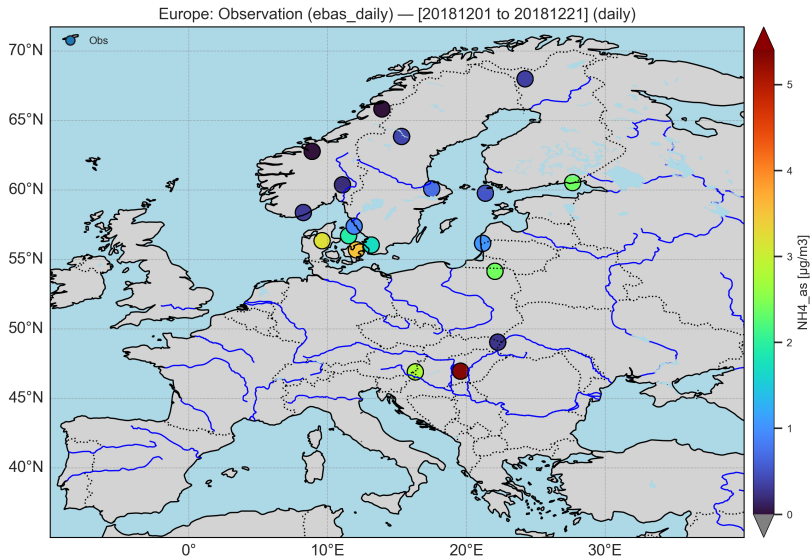 Europe: Observation (ebas_daily) — [20181201 to 20181221] (daily)
Obs
70°N
65°N
60°N
55°N
50°N
45°N
40°N
0°
10°E
20°E
30°E
5
4
3
2
1
0
NH4_as [µg/m3]